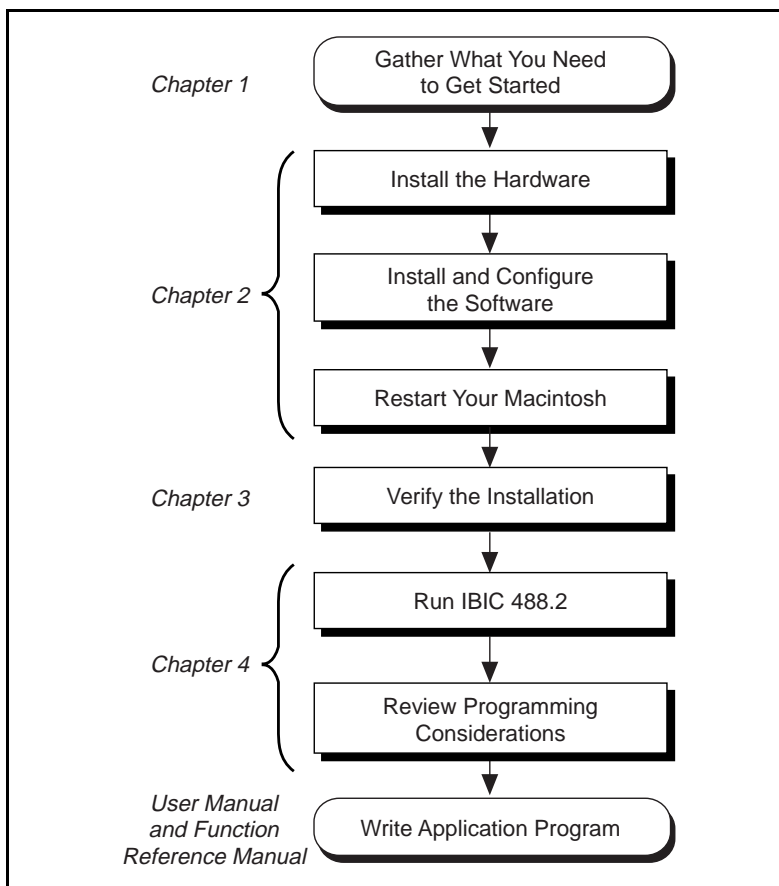 Chapter 1
Gather What You Need
to Get Started
Chapter 2
Install the Hardware
Install and Configure
the Software
Restart Your Macintosh
Chapter 3
Verify the Installation
Chapter 4
Run IBIC 488.2
Review Programming
Considerations
User Manual
and Function
Reference Manual
Write Application Program